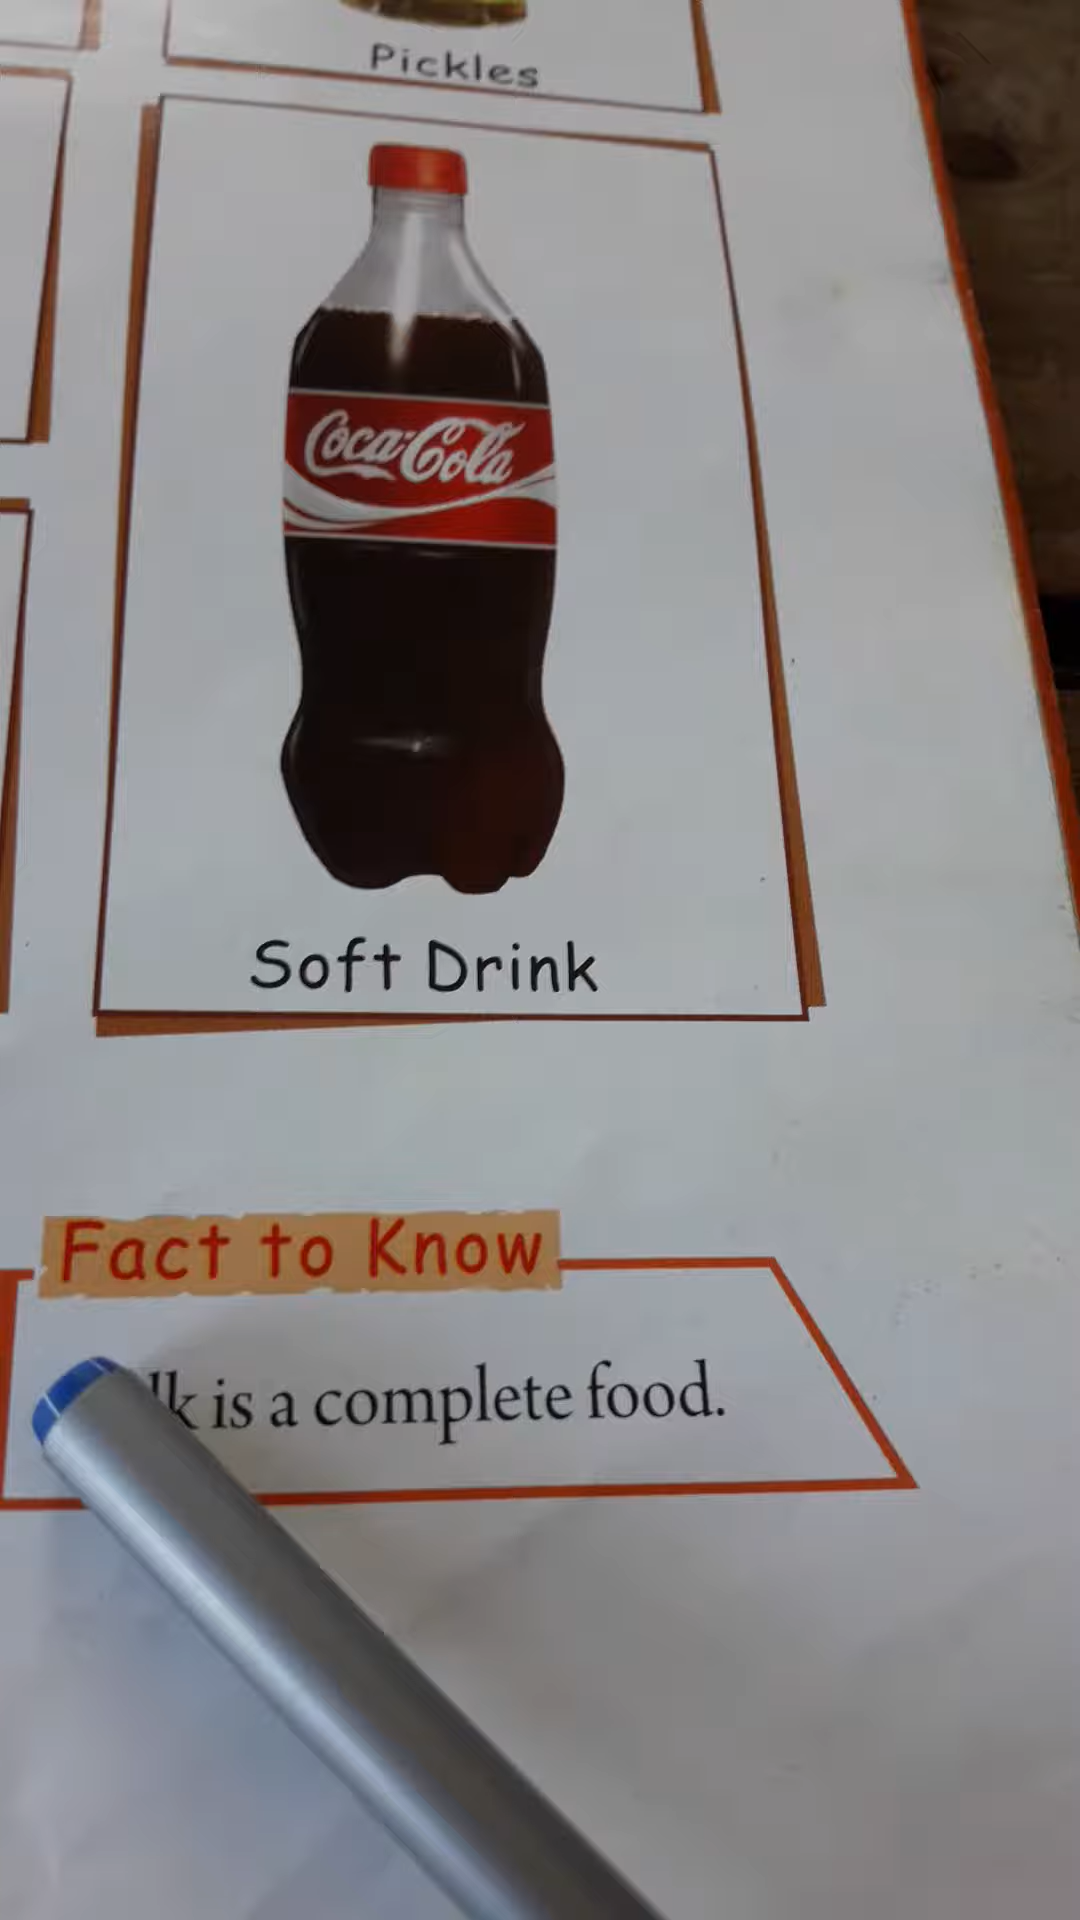 Pickles
Coca-Cola
Soft Drink
Fact to Know
is a complete food.